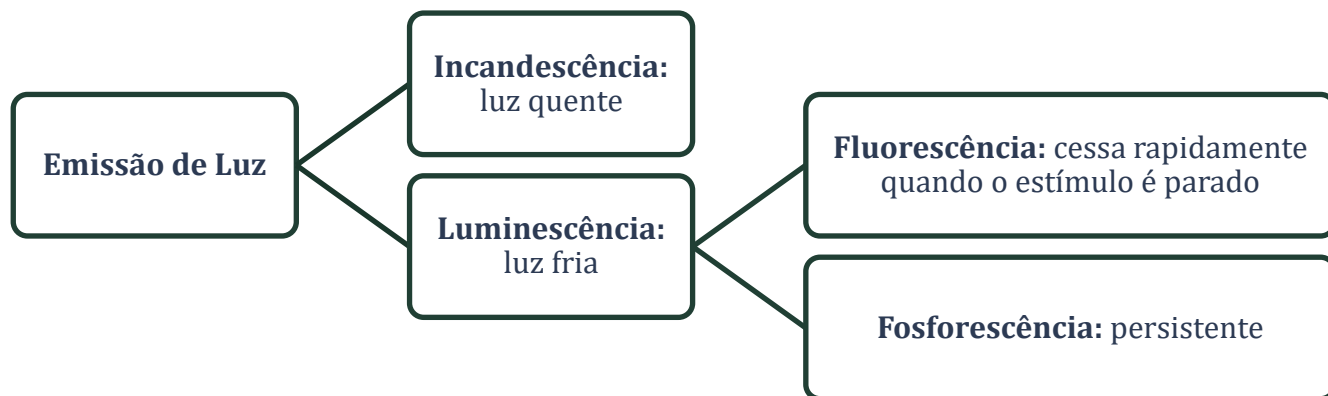 Emissão de Luz
Incandescência:
luz quente
Luminescência:
luz fria
Fluorescência: cessa rapidamente
quando o estímulo é parado
Fosforescência: persistente